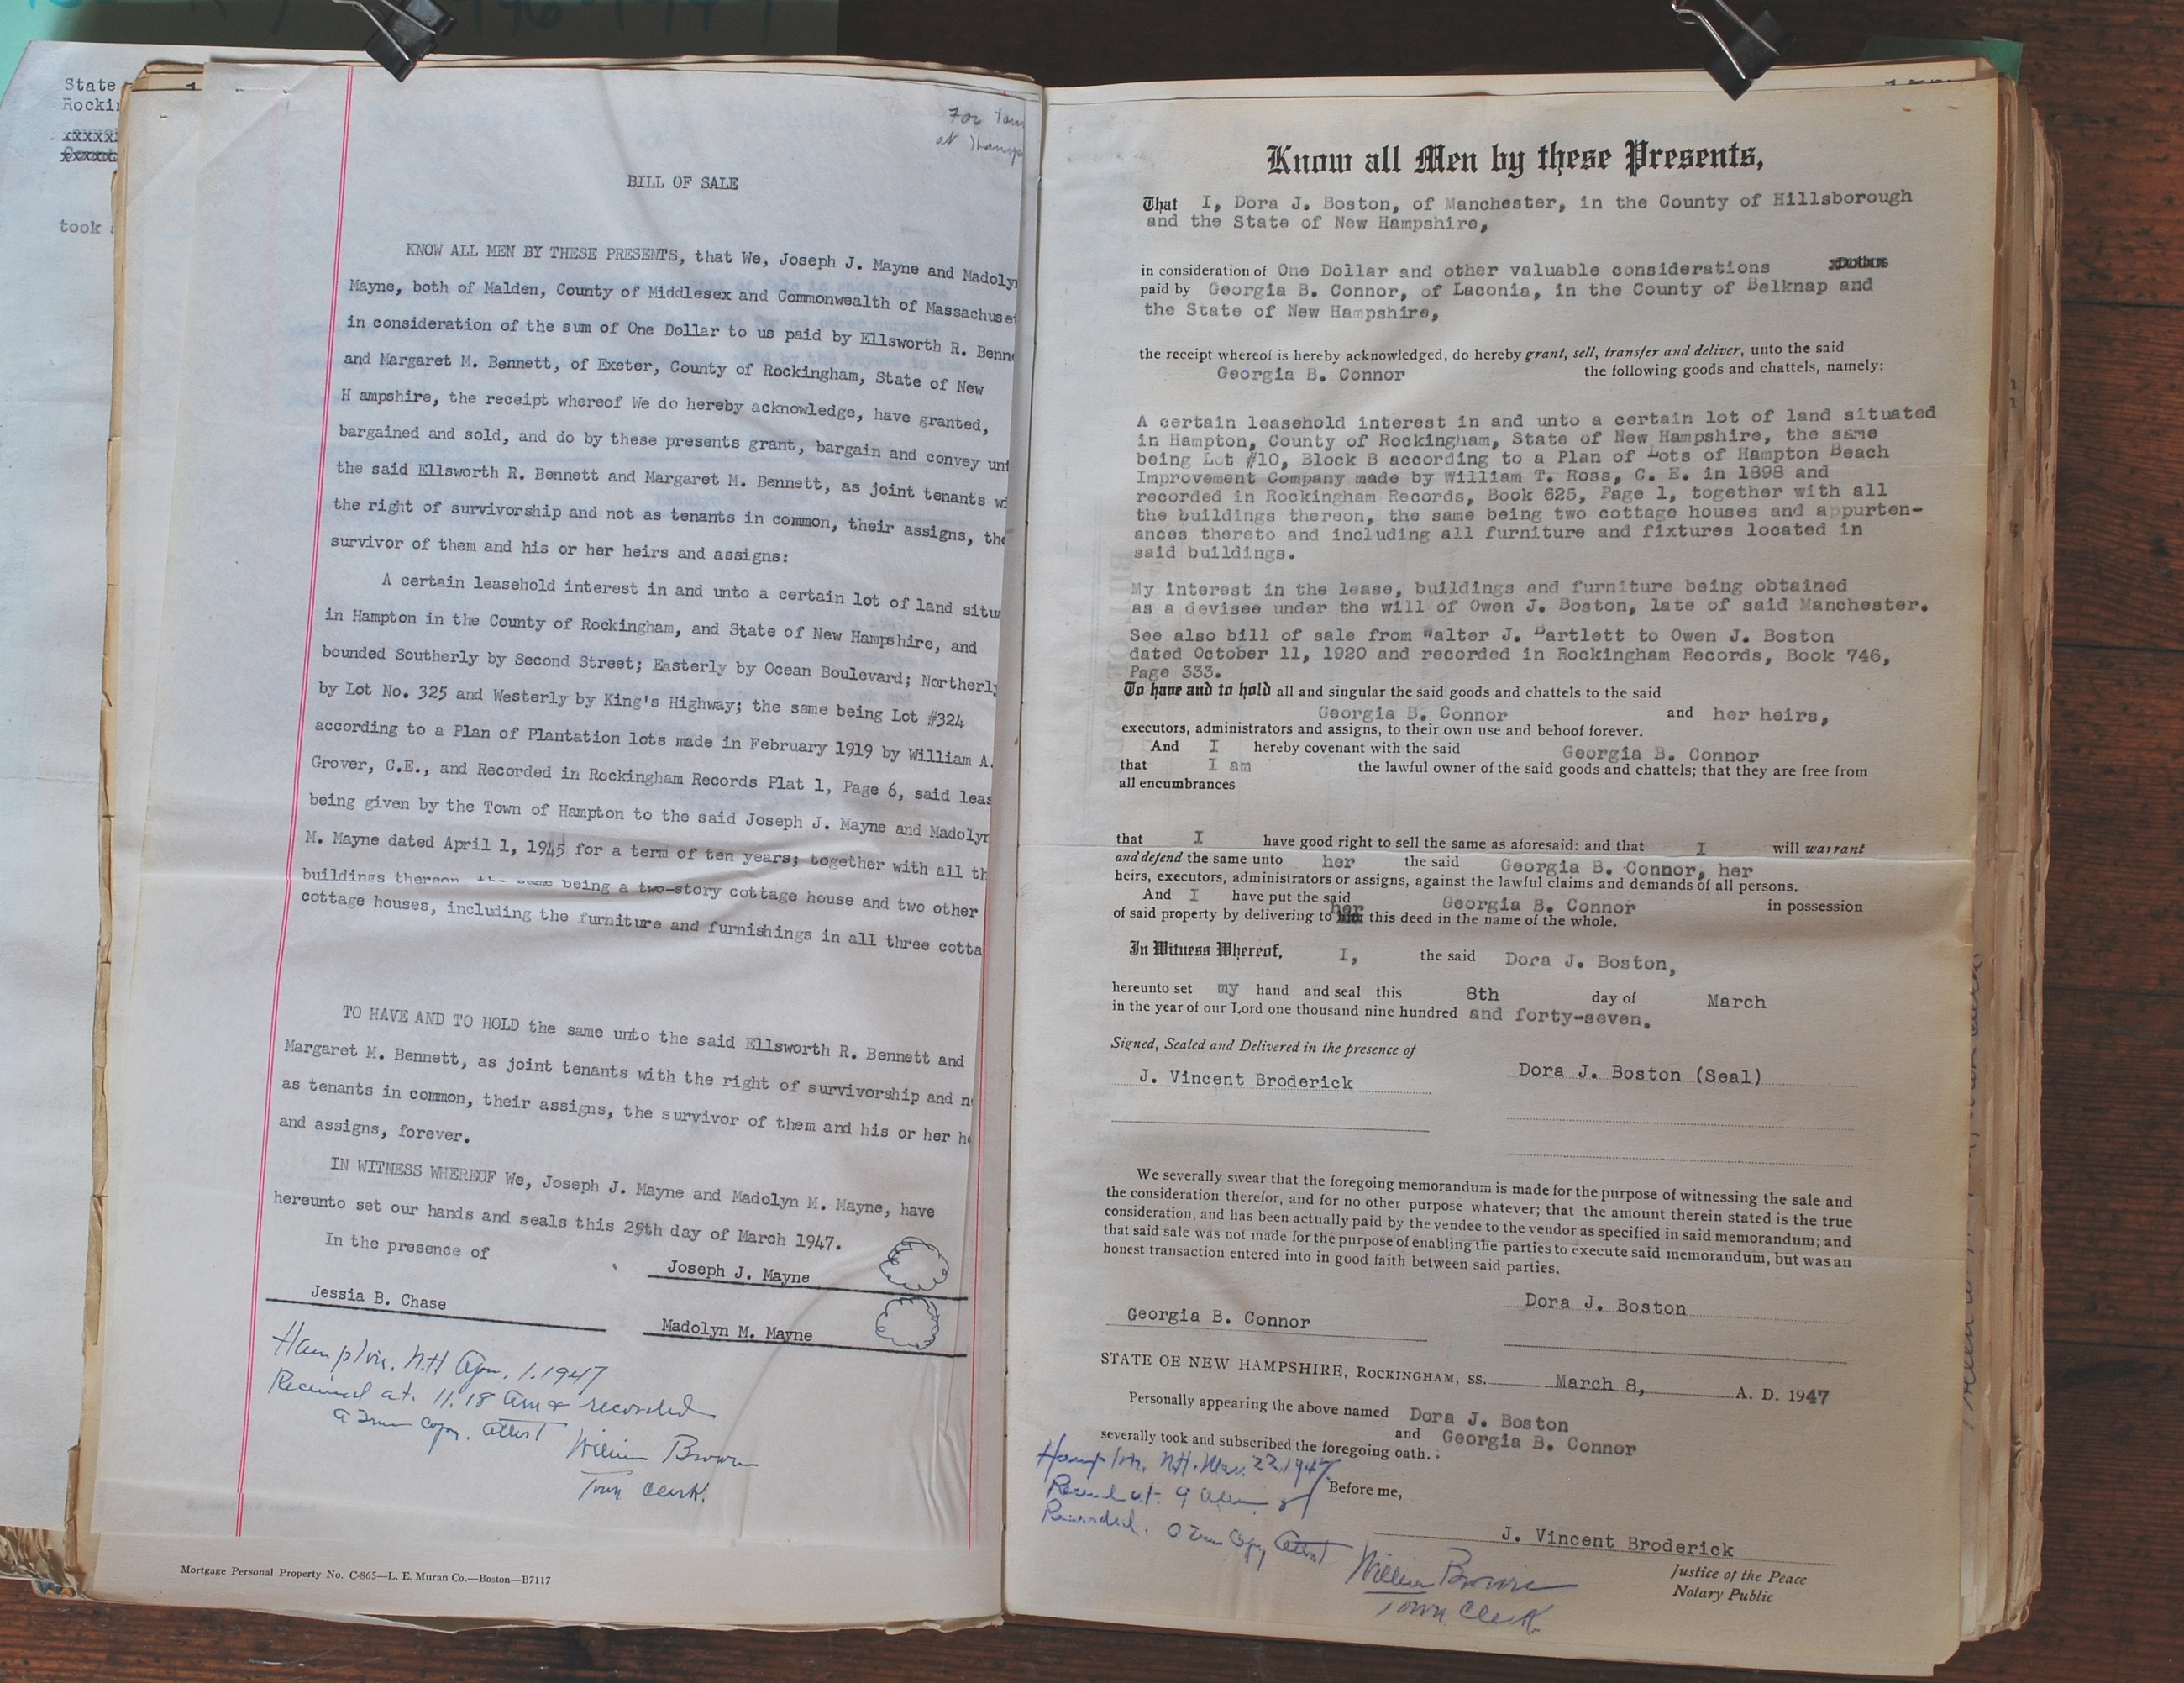 State
Rocki
xxxxx
xxxxx
took
For Tow
at Hamp
BILL OF SALE
KNOW ALL MEN BY THESE PRESENTS, that We, Joseph J. Mayne and Madoly
Mayne, both of Malden, County of Middlesex and Commonwealth of Massachuset
in consideration of the sum of One Dollar to us paid by Ellsworth R. Benn
and Margaret M. Bennett, of Exeter, County of Rockingham, State of New
H ampshire, the receipt whereof We do hereby acknowledge, have granted,
bargained and sold, and do by these presents grant, bargain and convey unt
the said Ellsworth R. Bennett and Margaret M. Bennett, as joint tenants wi
the right of survivorship and not as tenants in common, their assigns, the
survivor of them and his or her heirs and assigns:
A certain leasehold interest in and unto a certain lot of land situa
in Hampton in the County of Rockingham, and State of New Hampshire, and
bounded Southerly by Second Street; Easterly by Ocean Boulevard; Northerly
by Lot No. 325 and Westerly by King's Highway; the same being Lot #324
according to a Plan of Plantation lots made in February 1919 by William A.
Grover, C.E., and Recorded in Rockingham Records Plat 1, Page 6, said leas
being given by the Town of Hampton to the said Joseph J. Mayne and Madolyn
M. Mayne dated April 1, 1945 for a term of ten years; together with all th
buildings thereon, the same being a two-story cottage house and two other
cottage houses, including the furniture and furnishings in all three cotta
TO HAVE AND TO HOLD the same unto the said Ellsworth R. Bennett and
Margaret M. Bennett, as joint tenants with the right of survivorship and n
as tenants in common, their assigns, the survivor of them and his or her he
and assigns, forever.
IN WITNESS WHEREOF We, Joseph J. Mayne and Madolyn M. Mayne, have
hereunto set our hands and seals this 29th day of March 1947.
In the presence of
Joseph J. Mayne
Jessia B. Chase
Madolyn M. Mayne
Hampton, N.H Apr. 1. 1947
Received at 11.18 Am & recorded
a True Copy. Attest
William Brown
Town Clerk.
Mortgage Personal Property No. C-865—L. E. Muran Co.—Boston—B7117
Know all Men by these Presents,
That I, Dora J. Boston, of Manchester, in the County of Hillsborough
and the State of New Hampshire,
in consideration of One Dollar and other valuable considerations
paid by Georgia B. Connor, of Laconia, in the County of Belknap and
the State of New Hampshire,
the receipt whereof is hereby acknowledged, do hereby grant, sell, transfer and deliver, unto the said
Georgia B. Connor the following goods and chattels, namely:
A certain leasehold interest in and unto a certain lot of land situated
in Hampton, County of Rockingham, State of New Hampshire, the same
being Lot #10, Block B according to a Plan of Lots of Hampton Beach
Improvement Company made by William T. Ross, C. E. in 1898 and
recorded in Rockingham Records, Book 625, Page 1, together with all
the buildings thereon, the same being two cottage houses and appurten-
ances thereto and including all furniture and fixtures located in
said buildings.
My interest in the lease, buildings and furniture being obtained
as a devisee under the will of Owen J. Boston, late of said Manchester.
See also bill of sale from Walter J. Bartlett to Owen J. Boston
dated October 11, 1920 and recorded in Rockingham Records, Book 746,
Page 333.
To have and to hold all and singular the said goods and chattels to the said
Georgia B. Connor and her heirs,
executors, administrators and assigns, to their own use and behoof forever.
And I hereby covenant with the said Georgia B. Connor
that I am the lawful owner of the said goods and chattels; that they are free from
all encumbrances
that I have good right to sell the same as aforesaid: and that I will warrant
and defend the same unto her the said Georgia B. Connor, her
heirs, executors, administrators or assigns, against the lawful claims and demands of all persons.
And I have put the said Georgia B. Connor in possession
of said property by delivering to her this deed in the name of the whole.
In Witness Whereof, I, the said Dora J. Boston,
hereunto set my hand and seal this 8th day of March
in the year of our Lord one thousand nine hundred and forty-seven.
Signed, Sealed and Delivered in the presence of
J. Vincent Broderick Dora J. Boston (Seal)
We severally swear that the foregoing memorandum is made for the purpose of witnessing the sale and
the consideration therefor, and for no other purpose whatever; that the amount therein stated is the true
consideration, and has been actually paid by the vendee to the vendor as specified in said memorandum; and
that said sale was not made for the purpose of enabling the parties to execute said memorandum, but was an
honest transaction entered into in good faith between said parties.
Georgia B. Connor Dora J. Boston
STATE OE NEW HAMPSHIRE, ROCKINGHAM, SS. March 8, A. D. 1947
Personally appearing the above named Dora J. Boston
and Georgia B. Connor
severally took and subscribed the foregoing oath.
Hampton, N.H. Mar. 22, 1947.
Before me,
Recorded. a True Copy Attest
J. Vincent Broderick
William Brown
Town Clerk.
Justice of the Peace
Notary Public